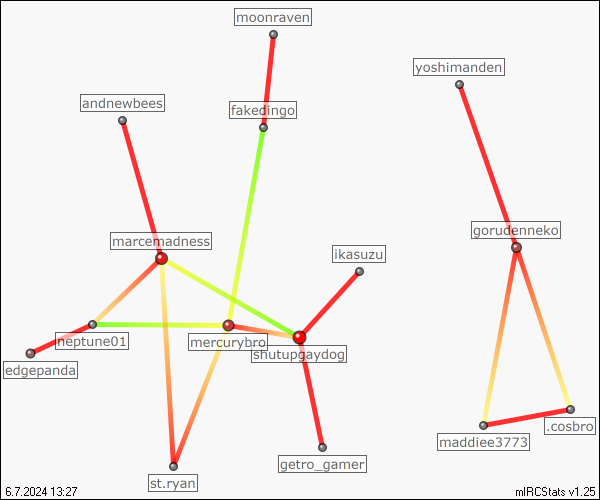 moonraven
yoshimanden
andnewbees
fakedingo
gorudenneko
marcemadness
ikasuzu
neptune01
mercurybro
shutupgaydog
edgepanda
.cosbro
maddiee3773
getro_gamer
st.ryan
6.7.2024 13:27
mIRCStats v1.25